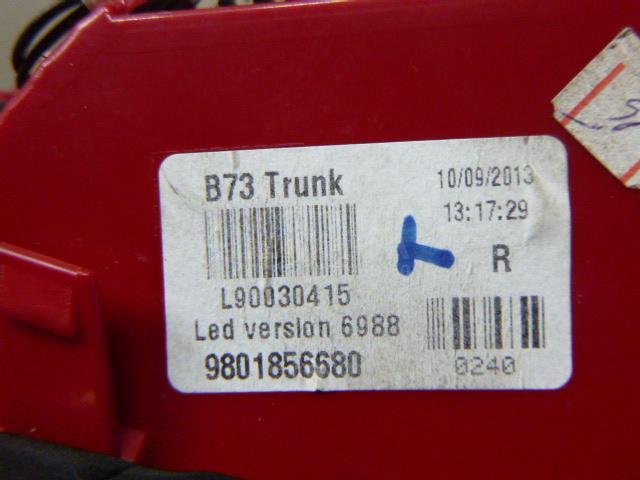 B73 Trunk
10/09/2013
13:17:29
R
L90030415
Led version 6988
9801856680
0240